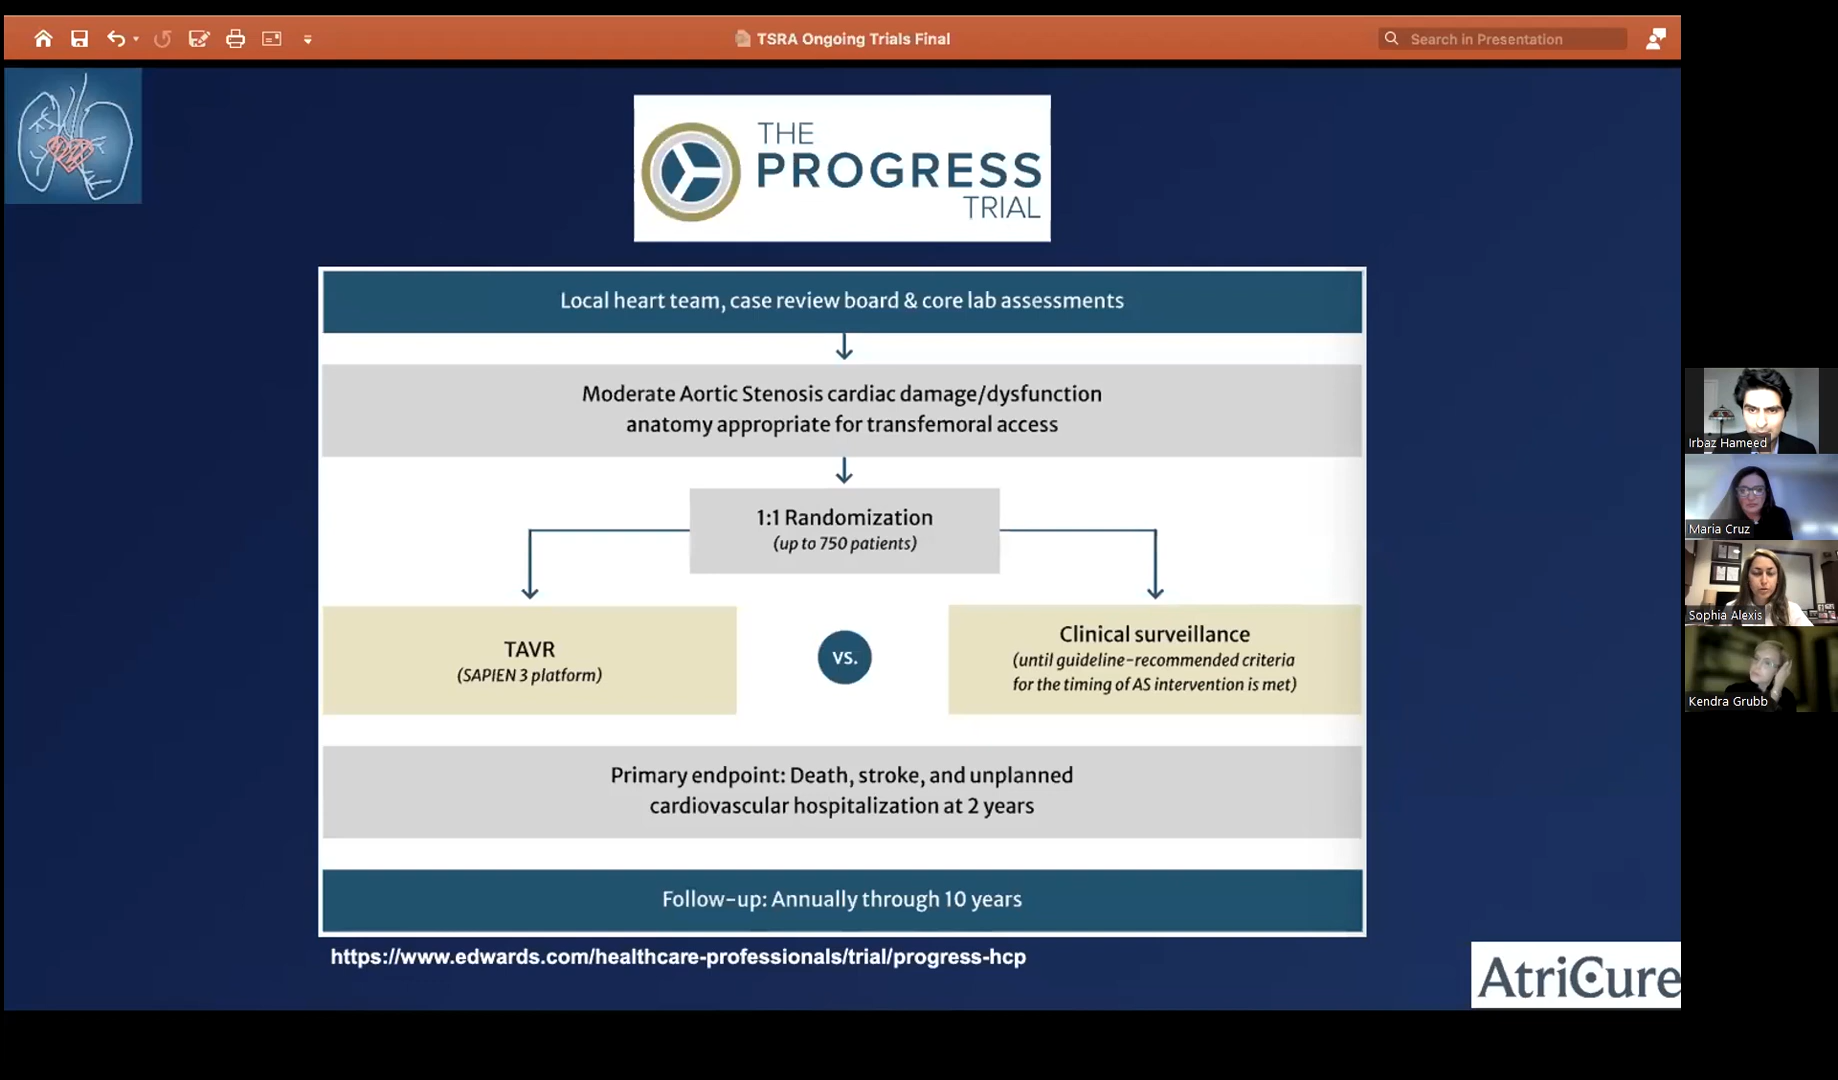 TSRA Ongoing Trials Final
Search in Presentation
THE
PROGRESS
TRIAL
Local heart team, case review board & core lab assessments
Moderate Aortic Stenosis cardiac damage/dysfunction
anatomy appropriate for transfemoral access
1:1 Randomization
(up to 750 patients)
TAVR
(SAPIEN 3 platform)
VS.
Clinical surveillance
(until guideline-recommended criteria
for the timing of AS intervention is met)
Primary endpoint: Death, stroke, and unplanned
cardiovascular hospitalization at 2 years
Follow-up: Annually through 10 years
https://www.edwards.com/healthcare-professionals/trial/progress-hcp
AtriCure
Irbaz Hameed
Maria Cruz
Sophia Alexis
Kendra Grubb